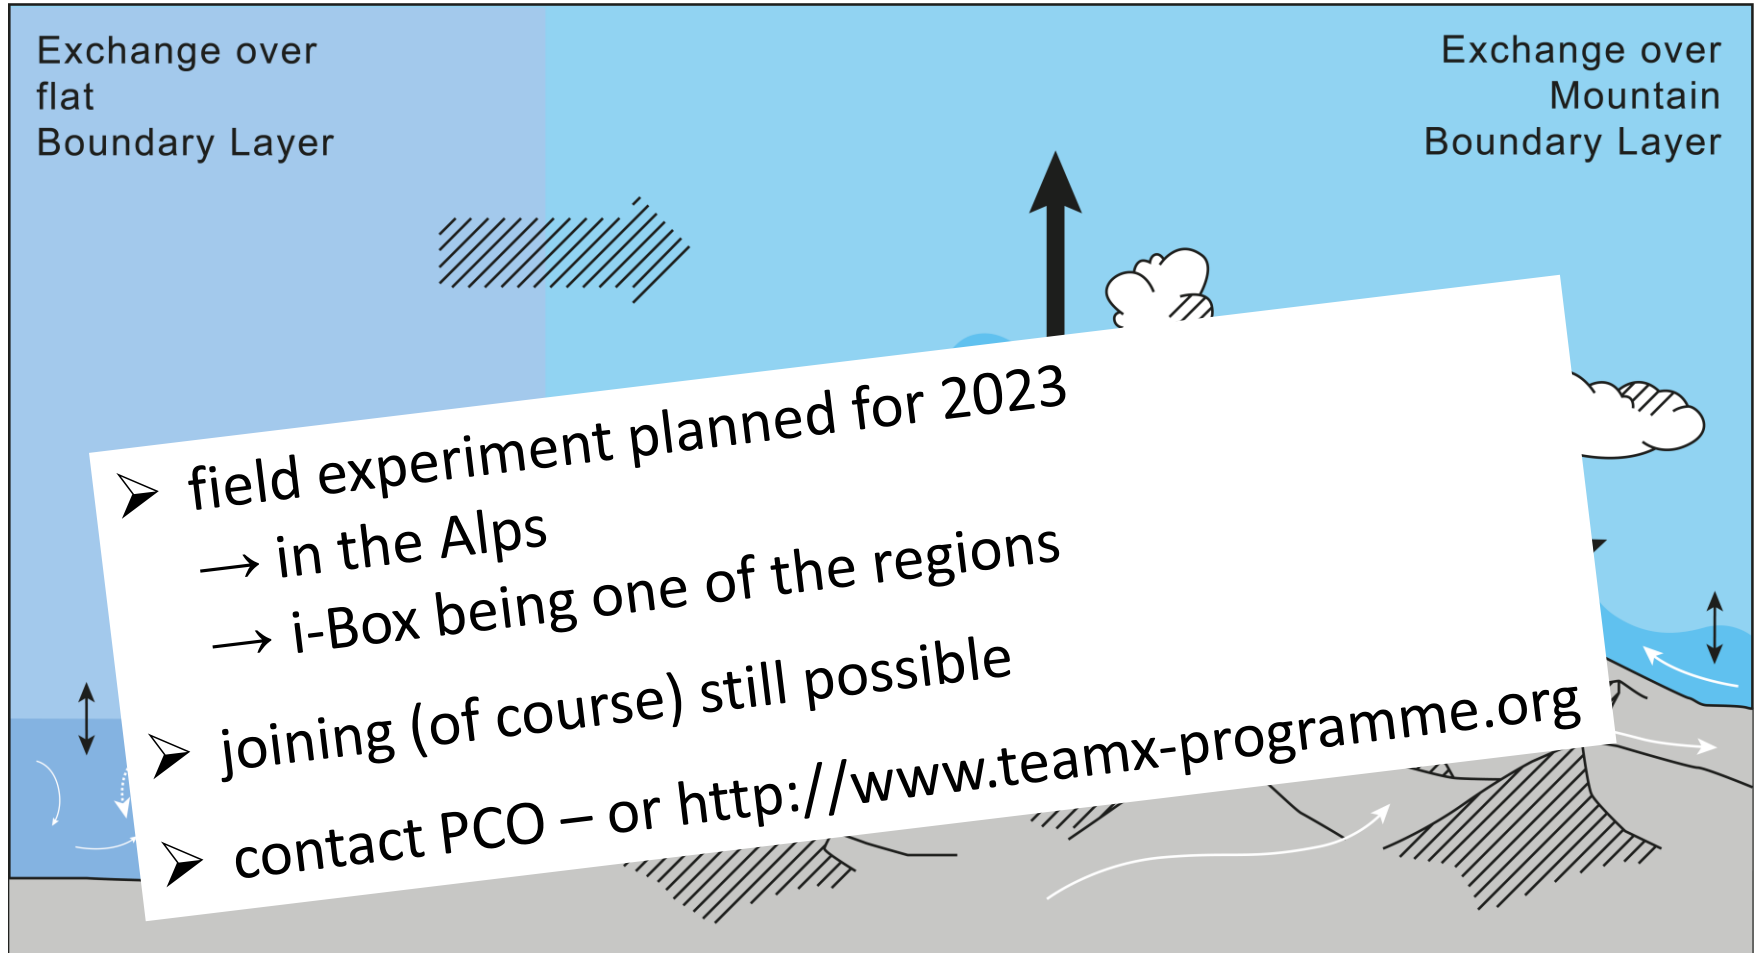 Exchange over
flat
Boundary Layer
Exchange over
Mountain
Boundary Layer
➢ field experiment planned for 2023
→ in the Alps
→ i-Box being one of the regions
➢ joining (of course) still possible
➢ contact PCO – or http://www.teamx-programme.org